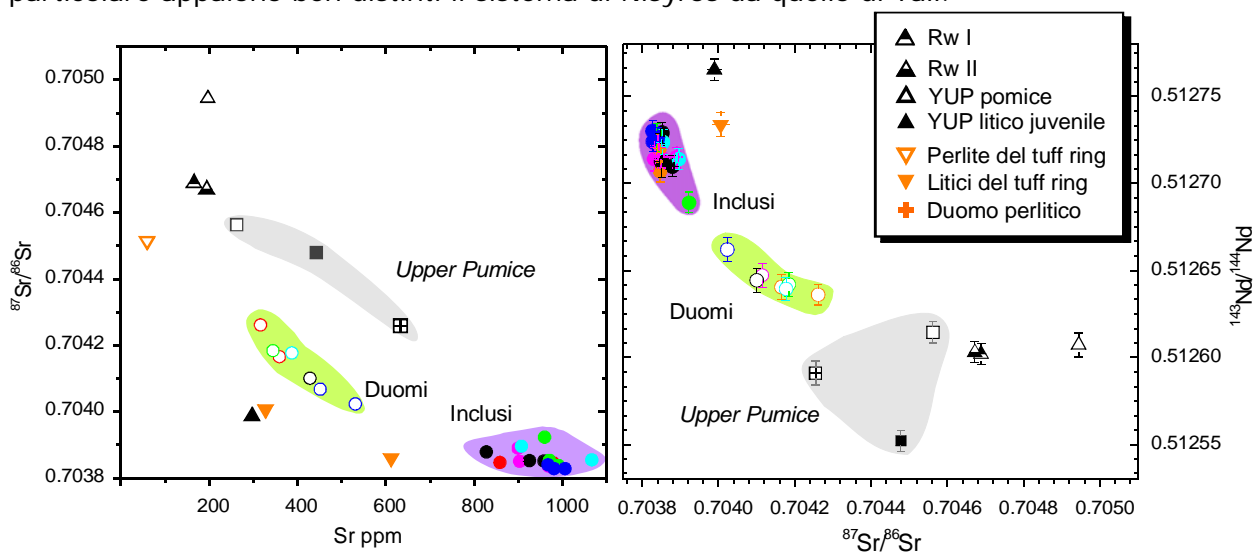 0.7050
0.7048
0.7046
0.7044
0.7042
0.7040
0.7038
87Sr/86Sr
200
400
600
800
1000
Sr ppm
Upper Pumice
Duomi
Inclusi
Rw I
Rw II
YUP pomice
YUP litico juvenile
Perlite del tuff ring
Litici del tuff ring
Duomo perlitico
Inclusi
Duomi
Upper Pumice
0.51275
0.51270
0.51265
0.51260
0.51255
143Nd/144Nd
0.7038
0.7040
0.7042
0.7044
0.7046
0.7048
0.7050
87Sr/86Sr